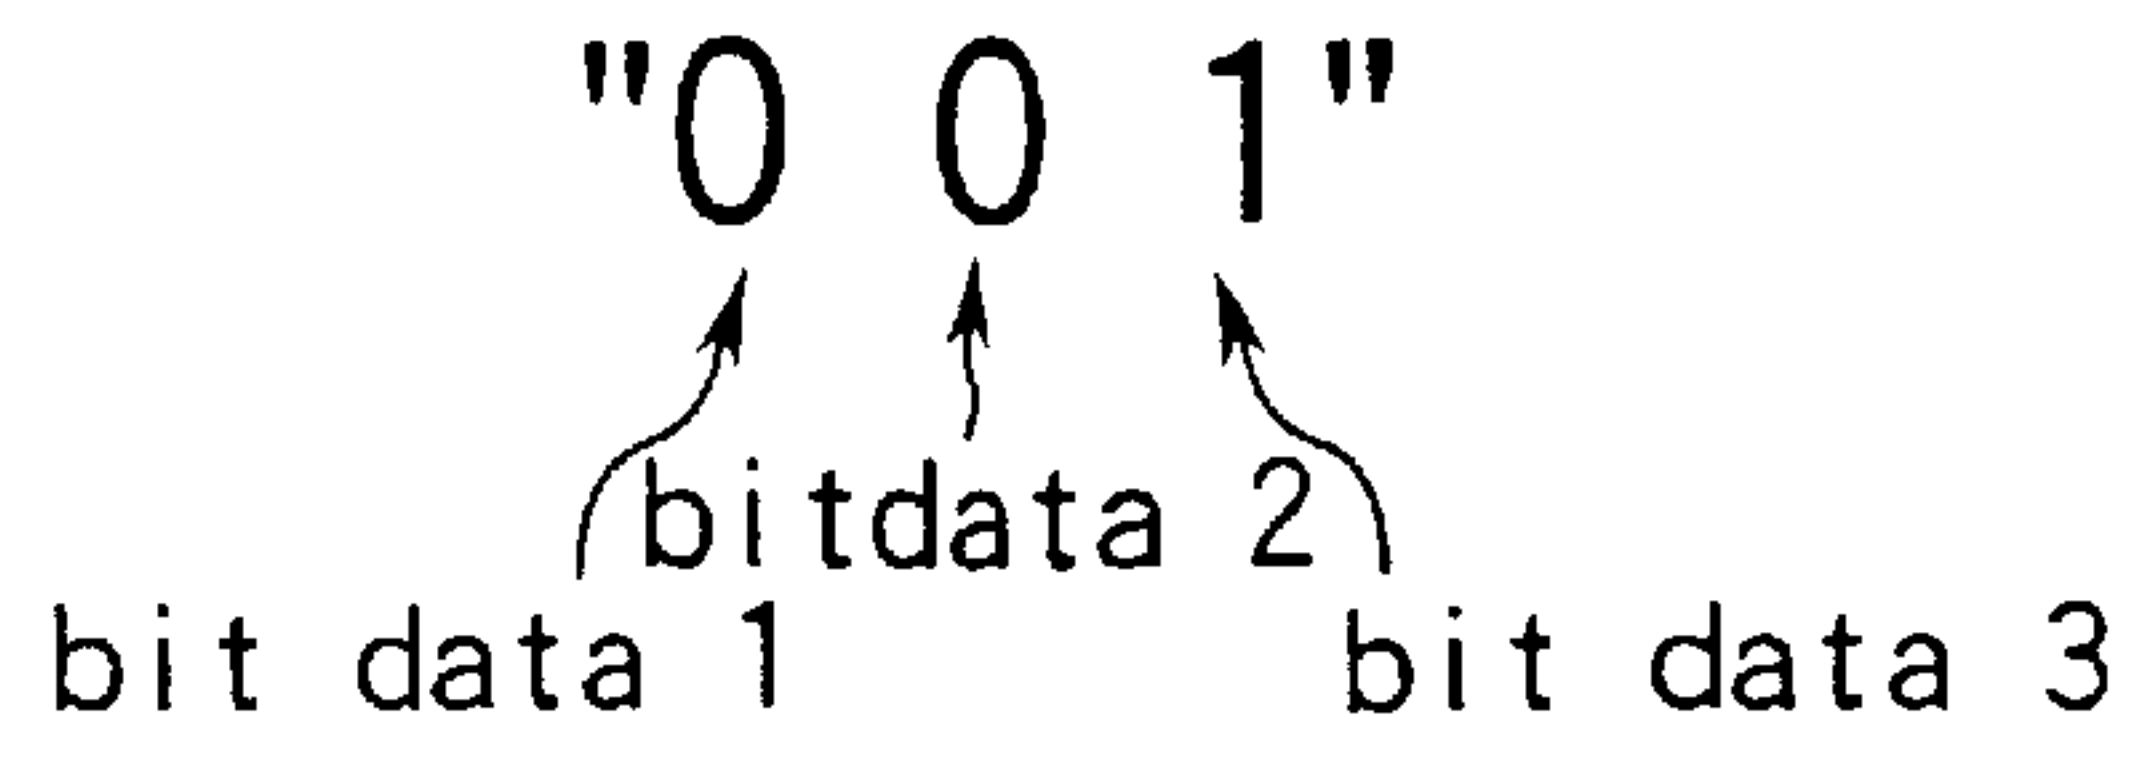 "0 0 1"
bitdata 2
bit data 1 bit data 3